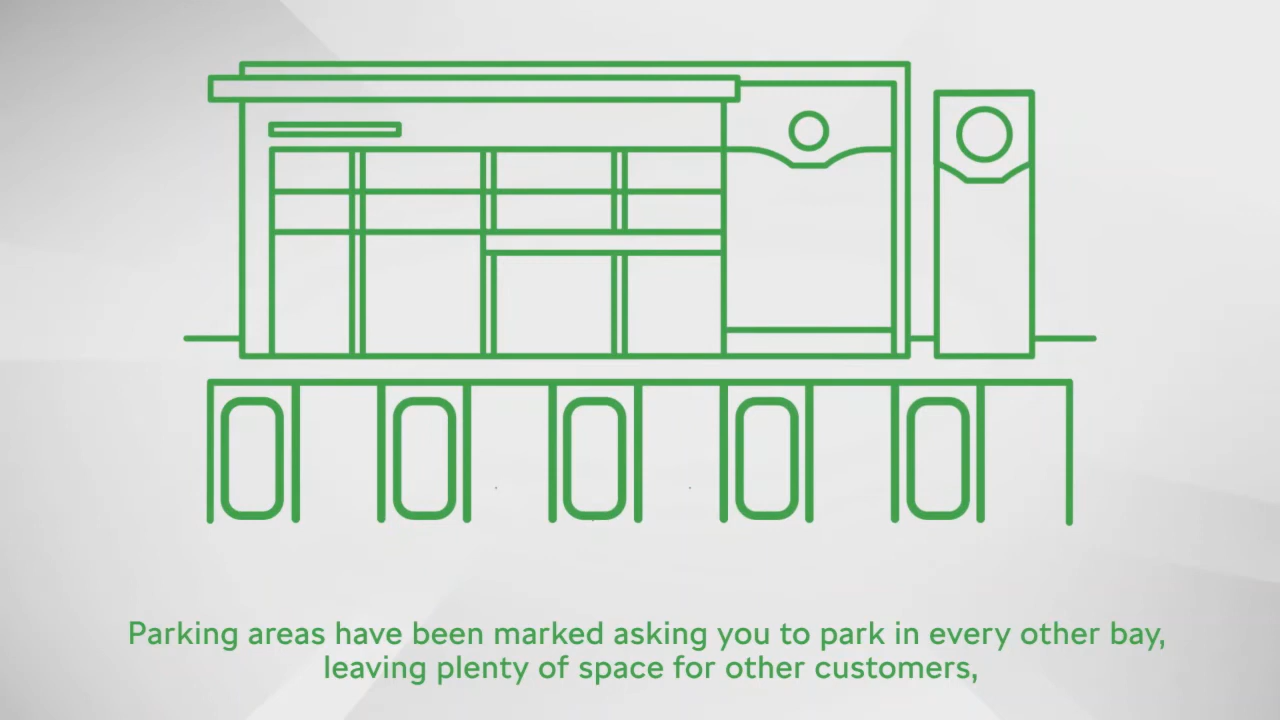 Parking areas have been marked asking you to park in every other bay,
leaving plenty of space for other customers,